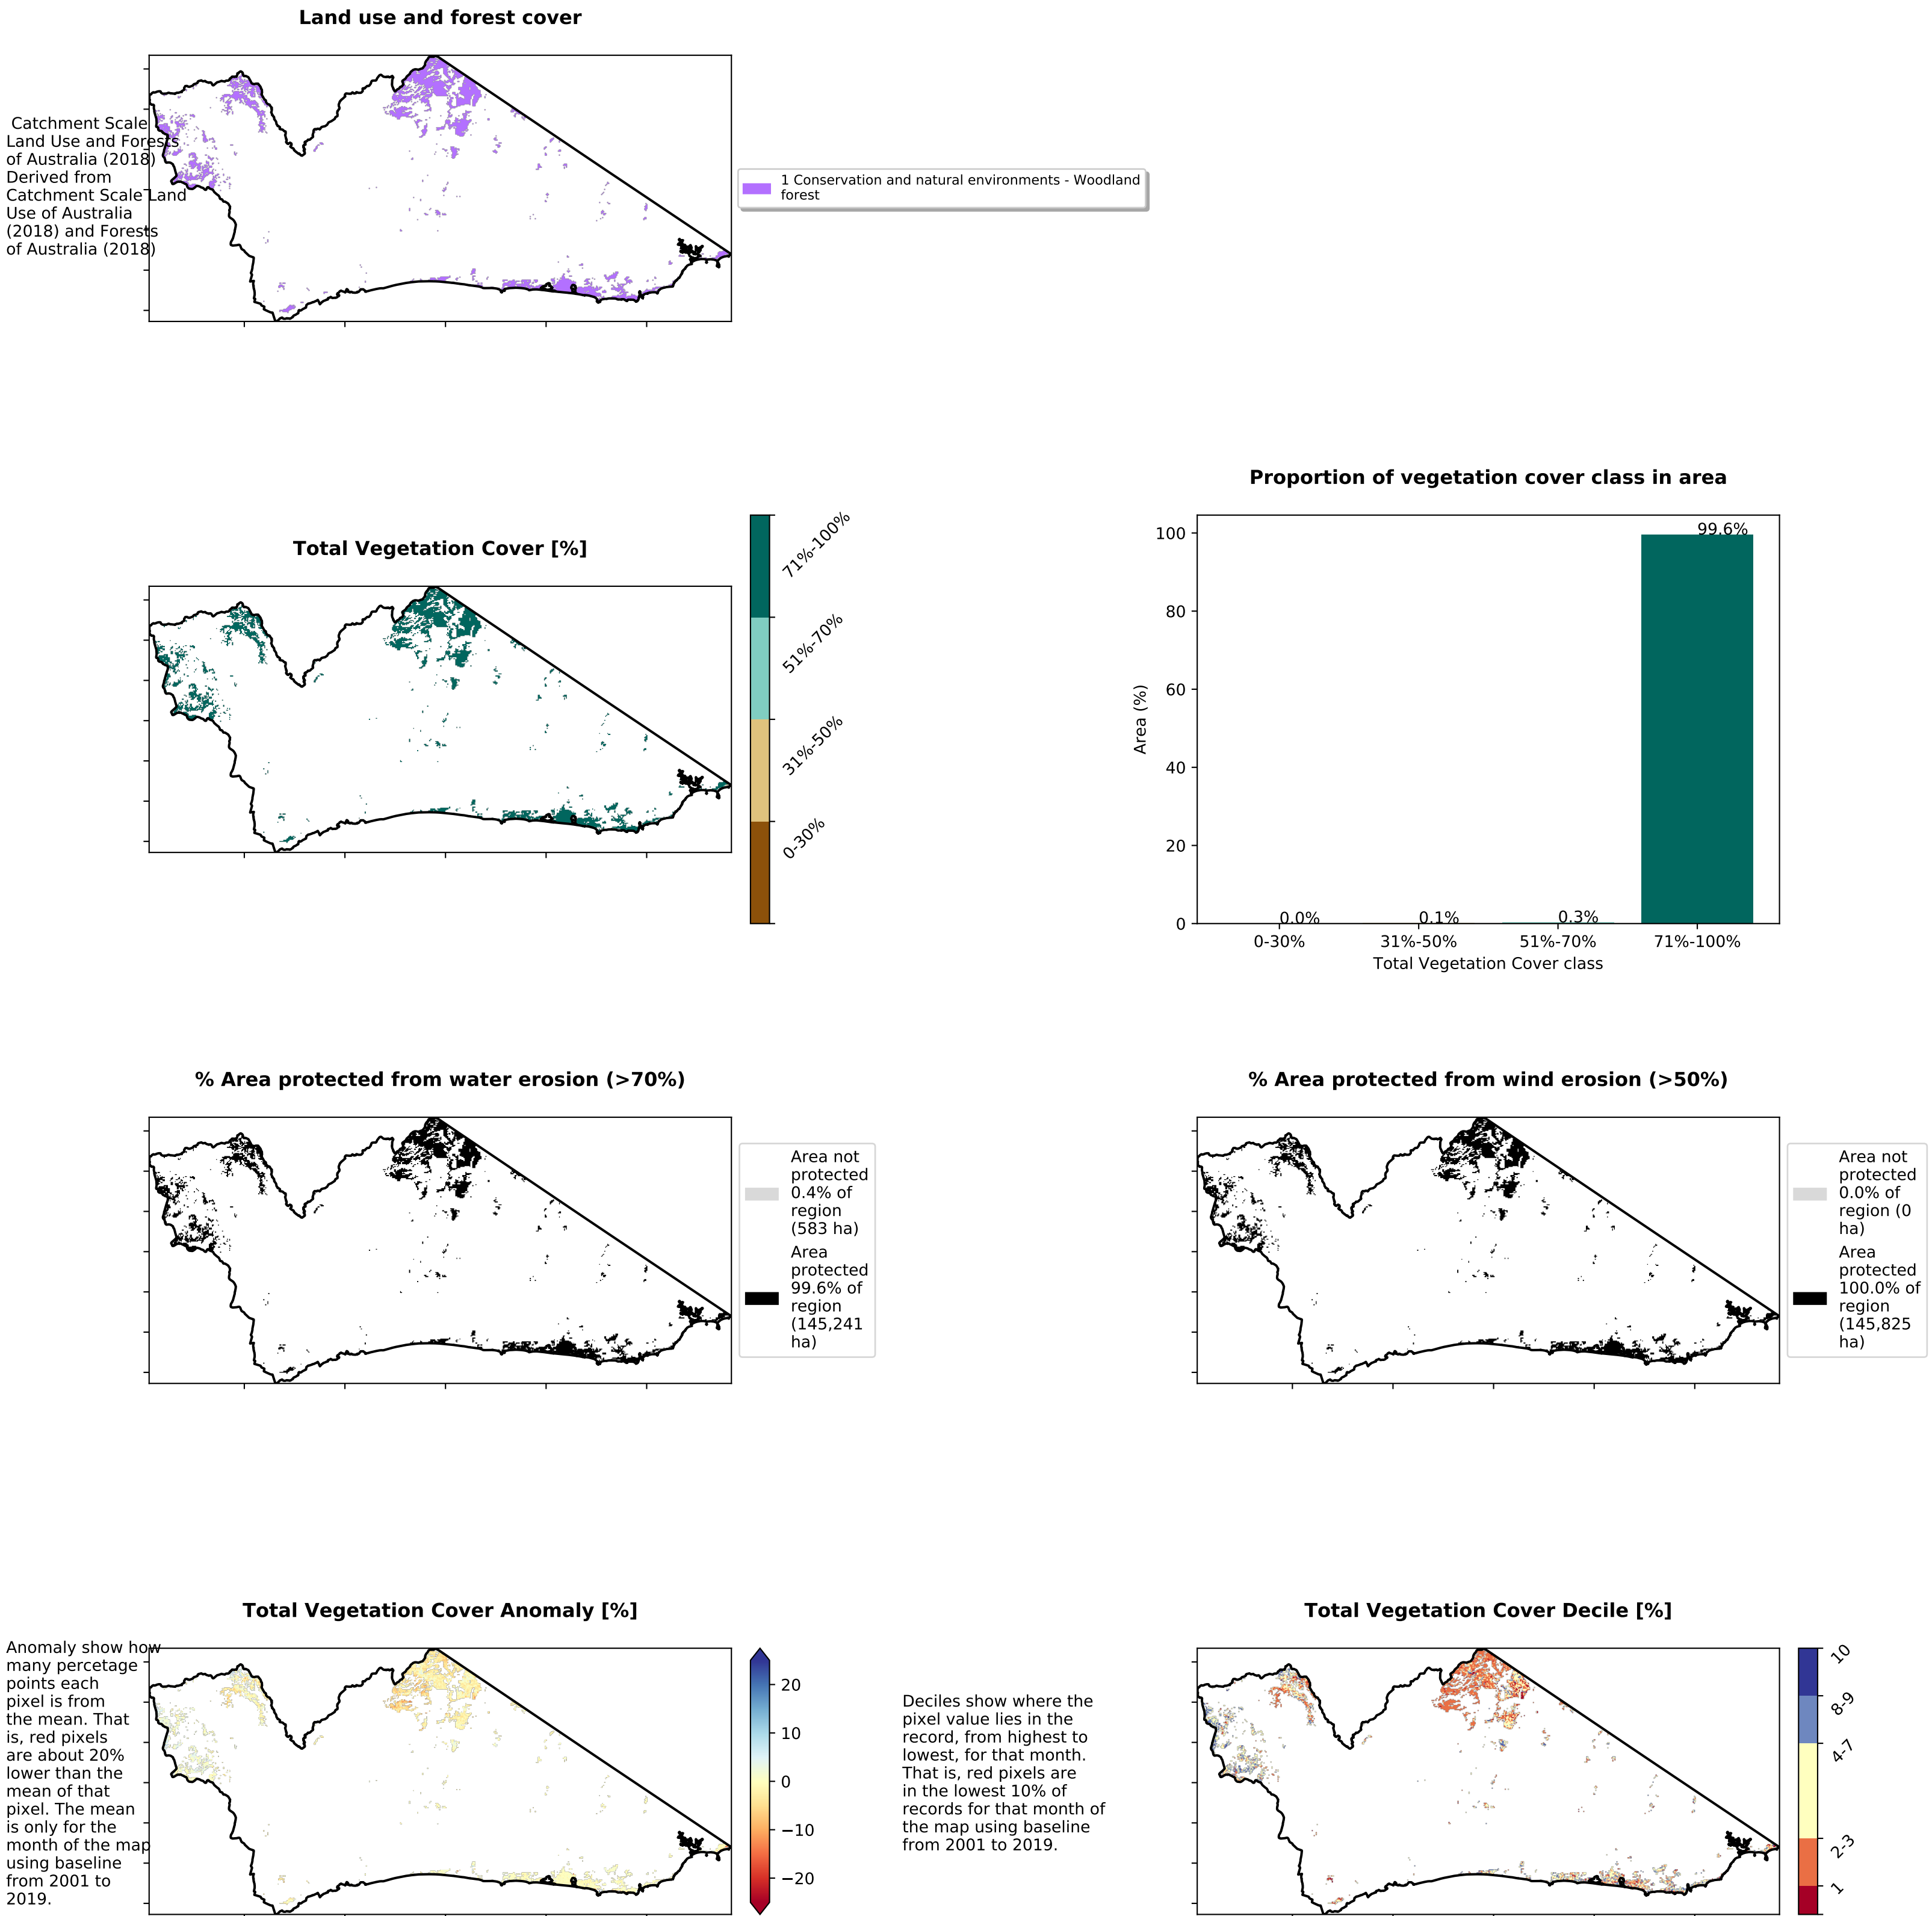 Land use and forest cover
Catchment Scale
Land Use and Forests
of Australia (2018)
Derived from
Catchment Scale Land
Use of Australia
(2018) and Forests
of Australia (2018)
1 Conservation and natural environments - Woodland
forest
Total Vegetation Cover [%]
71%-100%
51%-70%
31%-50%
0-30%
Proportion of vegetation cover class in area
Area (%)
100
80
60
40
20
0
0.0%
0.1%
0.3%
99.6%
0-30%
31%-50%
51%-70%
71%-100%
Total Vegetation Cover class
% Area protected from water erosion (>70%)
Area not
protected
0.4% of
region
(583 ha)
Area
protected
99.6% of
region
(145,241
ha)
% Area protected from wind erosion (>50%)
Area not
protected
0.0% of
region (0
ha)
Area
protected
100.0% of
region
(145,825
ha)
Total Vegetation Cover Anomaly [%]
Anomaly show how
many percetage
points each
pixel is from
the mean. That
is, red pixels
are about 20%
lower than the
mean of that
pixel. The mean
is only for the
month of the map
using baseline
from 2001 to
2019.
20
10
0
−10
−20
Total Vegetation Cover Decile [%]
Deciles show where the
pixel value lies in the
record, from highest to
lowest, for that month.
That is, red pixels are
in the lowest 10% of
records for that month of
the map using baseline
from 2001 to 2019.
10
8-9
4-7
2-3
1